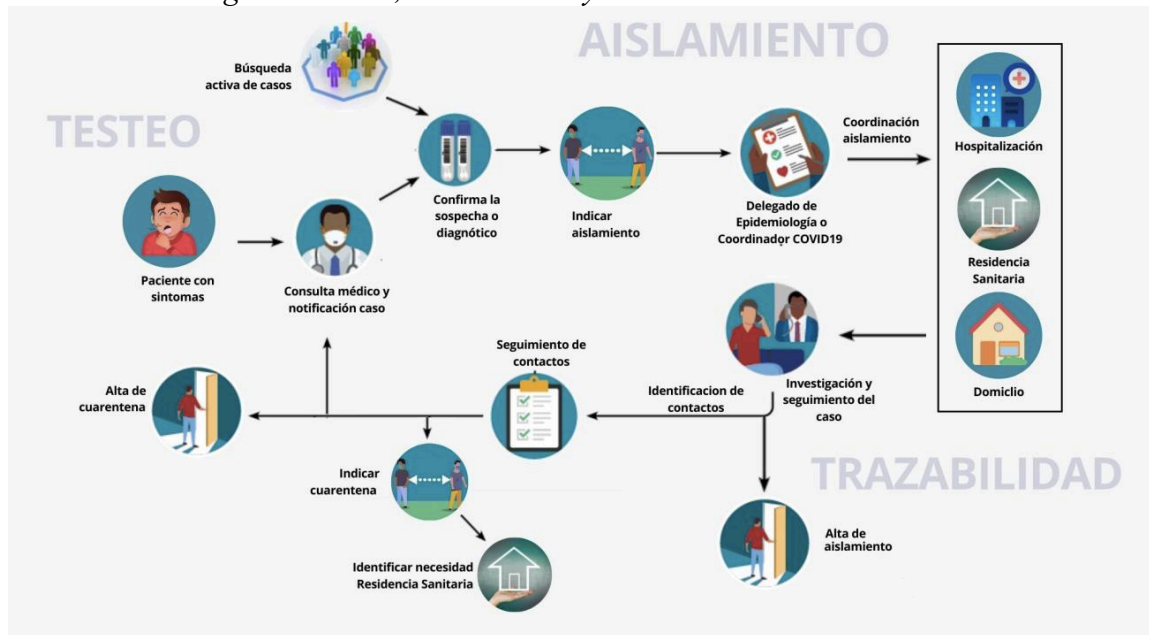 AISLAMIENTO
Búsqueda
activa de casos
TESTEO
Coordinación
aislamiento
Hospitalización
Confirma la
sospecha o
diagnótico
Indicar
aislamiento
Delegado de
Epidemiología o
Coordinador COVID19
Paciente con
sintomas
Consulta médico y
notificación caso
Residencia
Sanitaria
Seguimiento de
contactos
Alta de
cuarentena
Identificacion de
contactos
Investigación y
seguimiento del
caso
Domiclio
Indicar
cuarentena
TRAZABILIDAD
Alta de
aislamiento
Identificar necesidad
Residencia Sanitaria